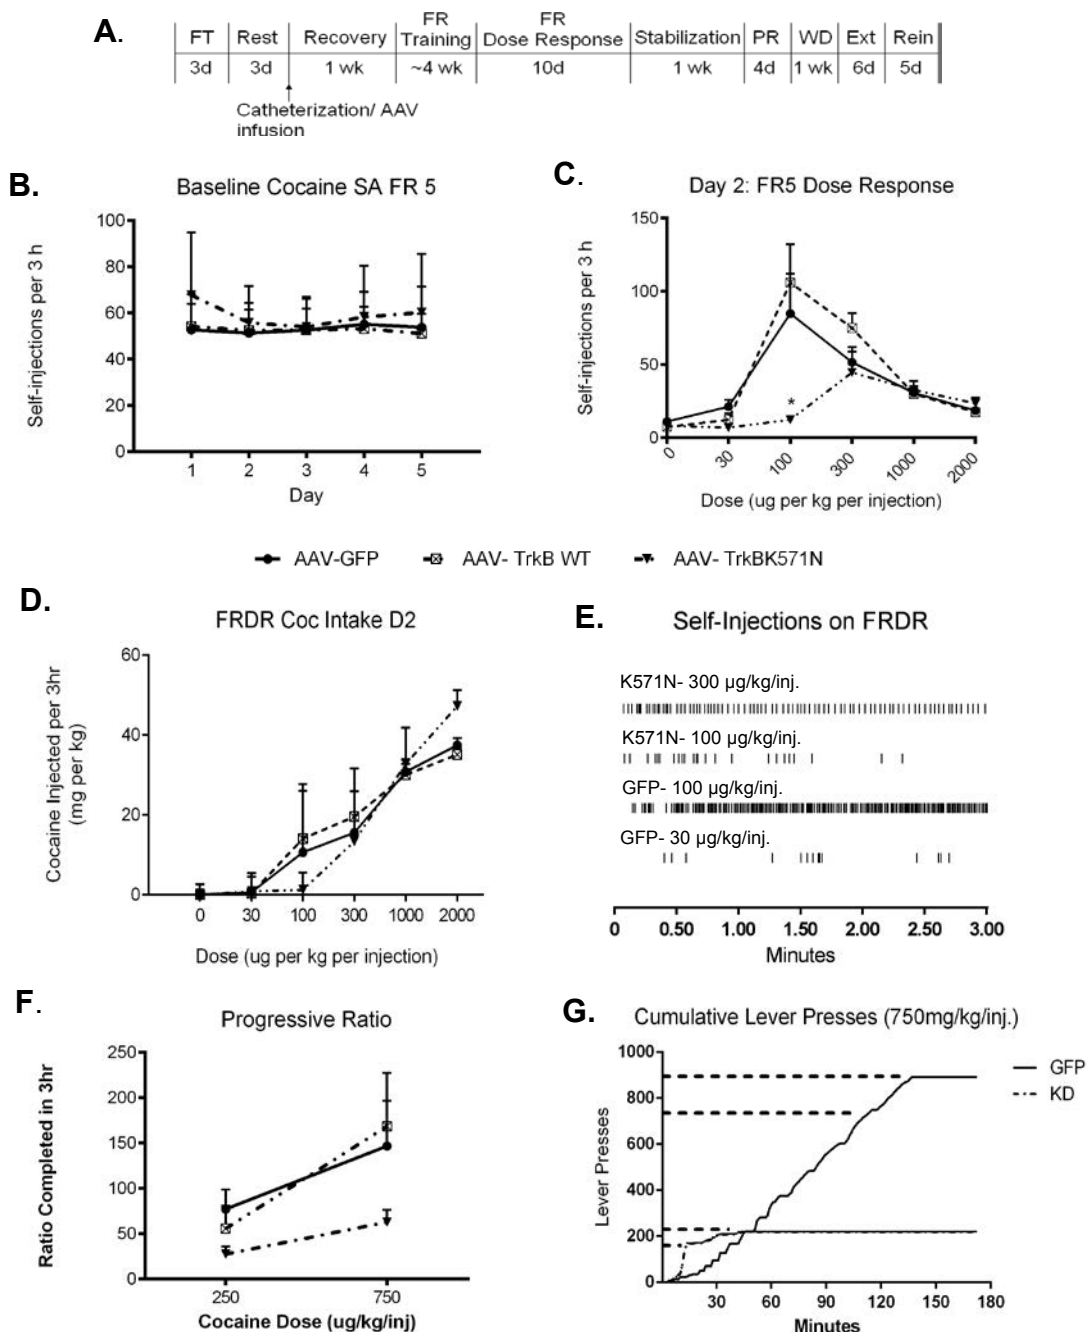 A.
FT Rest Recovery FR Training FR Dose Response Stabilization PR WD Ext Rein
3d 3d 1 wk ~4 wk 10d 1 wk 4d 1 wk 6d 5d
Catheterization/ AAV
infusion
B.
Baseline Cocaine SA FR 5
Self-injections per 3 h
100
80
60
40
20
0
1 2 3 4 5
Day
C.
Day 2: FR5 Dose Response
Self-injections per 3 h
150
100
50
0
*
0 30 100 300 1000 2000
Dose (ug per kg per injection)
AAV-GFP AAV- TrkB WT AAV- TrkBK571N
D.
FRDR Coc Intake D2
Cocaine Injected per 3hr
(mg per kg)
60
40
20
0
0 30 100 300 1000 2000
Dose (ug per kg per injection)
E.
Self-Injections on FRDR
K571N- 300 µg/kg/inj.
K571N- 100 µg/kg/inj.
GFP- 100 µg/kg/inj.
GFP- 30 µg/kg/inj.
0 0.50 1.00 1.50 2.00 2.50 3.00
Minutes
F.
Progressive Ratio
Ratio Completed in 3hr
250
200
150
100
50
0
250 750
Cocaine Dose (ug/kg/inj)
G.
Cumulative Lever Presses (750mg/kg/inj.)
Lever Presses
1000
800
600
400
200
0
30 60 90 120 150 180
Minutes
GFP
KD